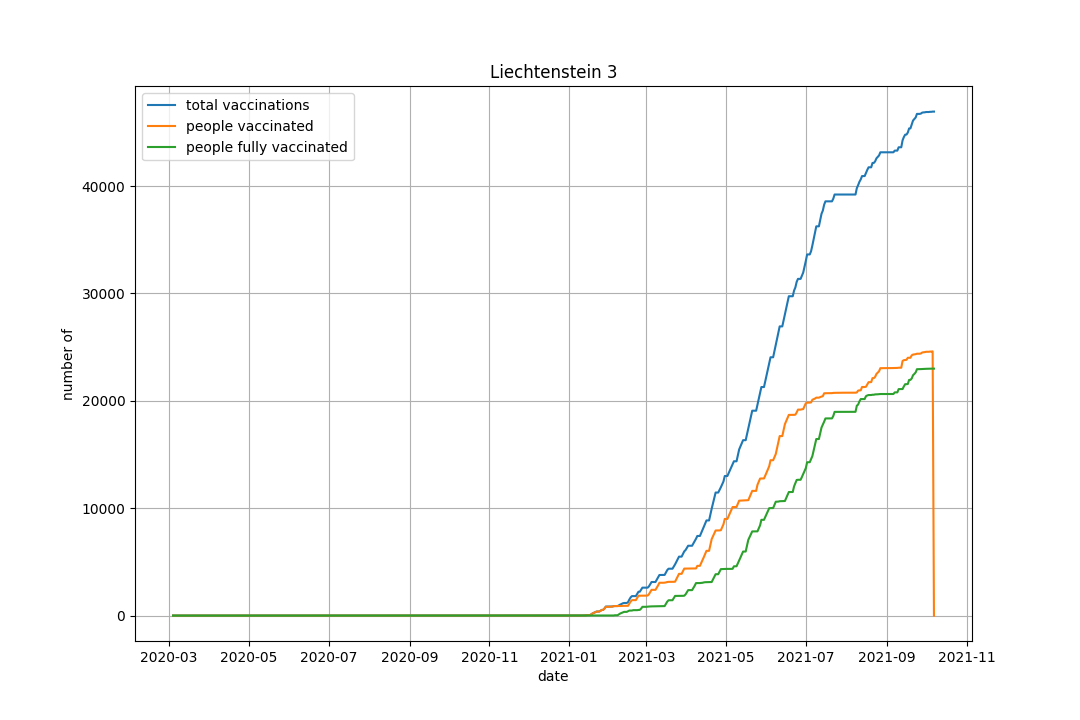 Liechtenstein 3
total vaccinations
people vaccinated
people fully vaccinated
number of
40000
30000
20000
10000
0
2020-03 2020-05 2020-07 2020-09 2020-11 2021-01 2021-03 2021-05 2021-07 2021-09 2021-11
date